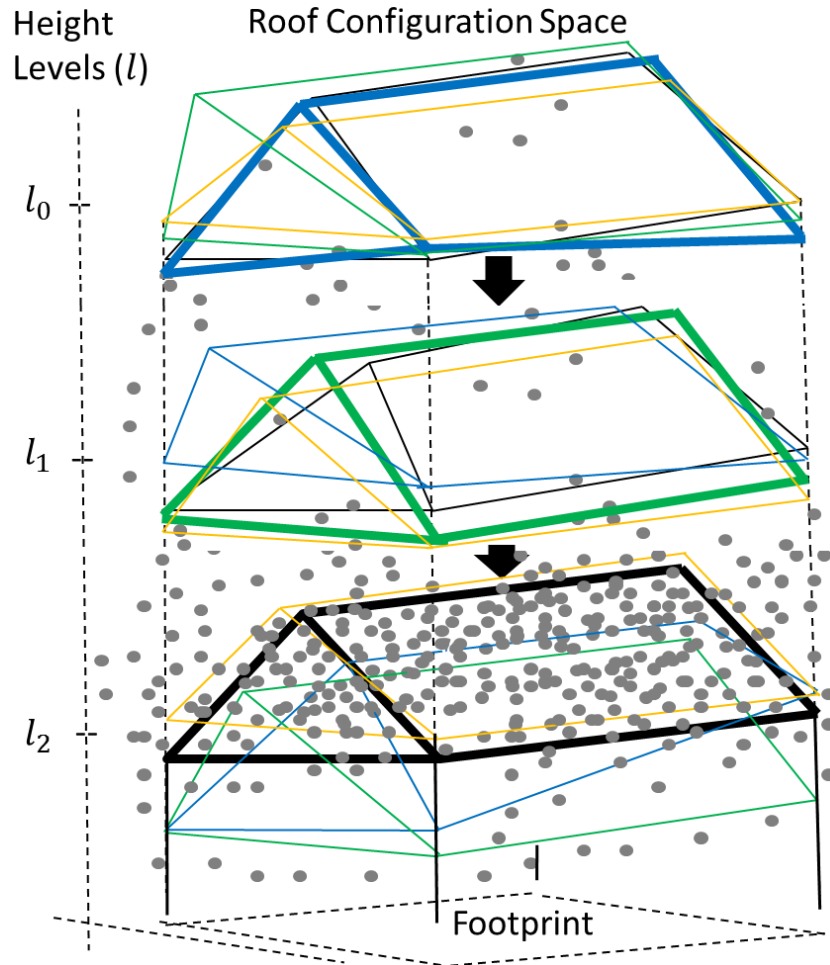 Height
Levels (l)
Roof Configuration Space
l₀
l₁
l₂
Footprint